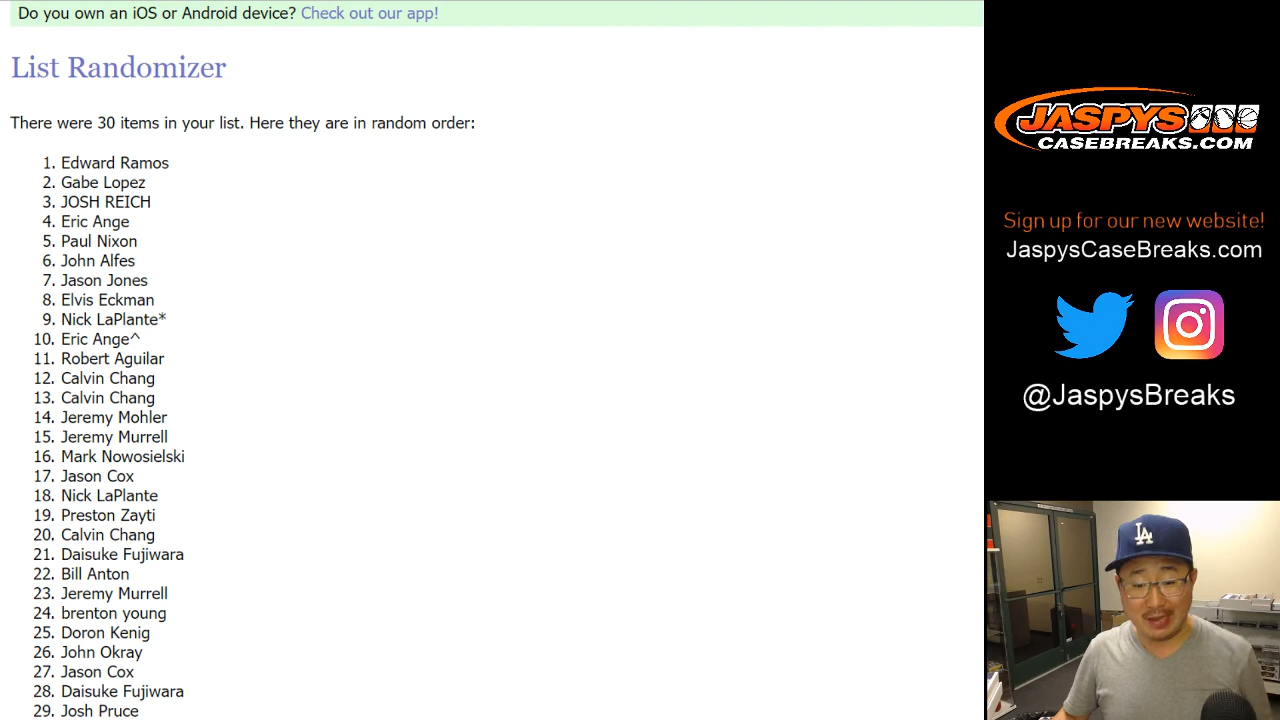 Do you own an iOS or Android device? Check out our app!
List Randomizer
There were 30 items in your list. Here they are in random order:
1. Edward Ramos
2. Gabe Lopez
3. JOSH REICH
4. Eric Ange
5. Paul Nixon
6. John Alfes
7. Jason Jones
8. Elvis Eckman
9. Nick LaPlante*
10. Eric Ange^
11. Robert Aguilar
12. Calvin Chang
13. Calvin Chang
14. Jeremy Mohler
15. Jeremy Murrell
16. Mark Nowosielski
17. Jason Cox
18. Nick LaPlante
19. Preston Zayti
20. Calvin Chang
21. Daisuke Fujiwara
22. Bill Anton
23. Jeremy Murrell
24. brenton young
25. Doron Kenig
26. John Okray
27. Jason Cox
28. Daisuke Fujiwara
29. Josh Pruce
JASPYS
CASEBREAKS.COM
Sign up for our new website!
JaspysCaseBreaks.com
@JaspysBreaks
LA